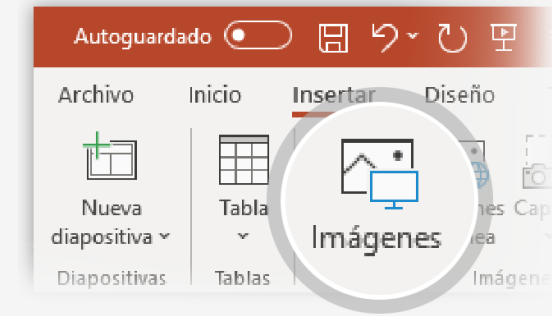 Autoguardado
Archivo Inicio Insertar Diseño
Nueva diapositiva
Tabla
Imágenes
Diapositivas Tablas